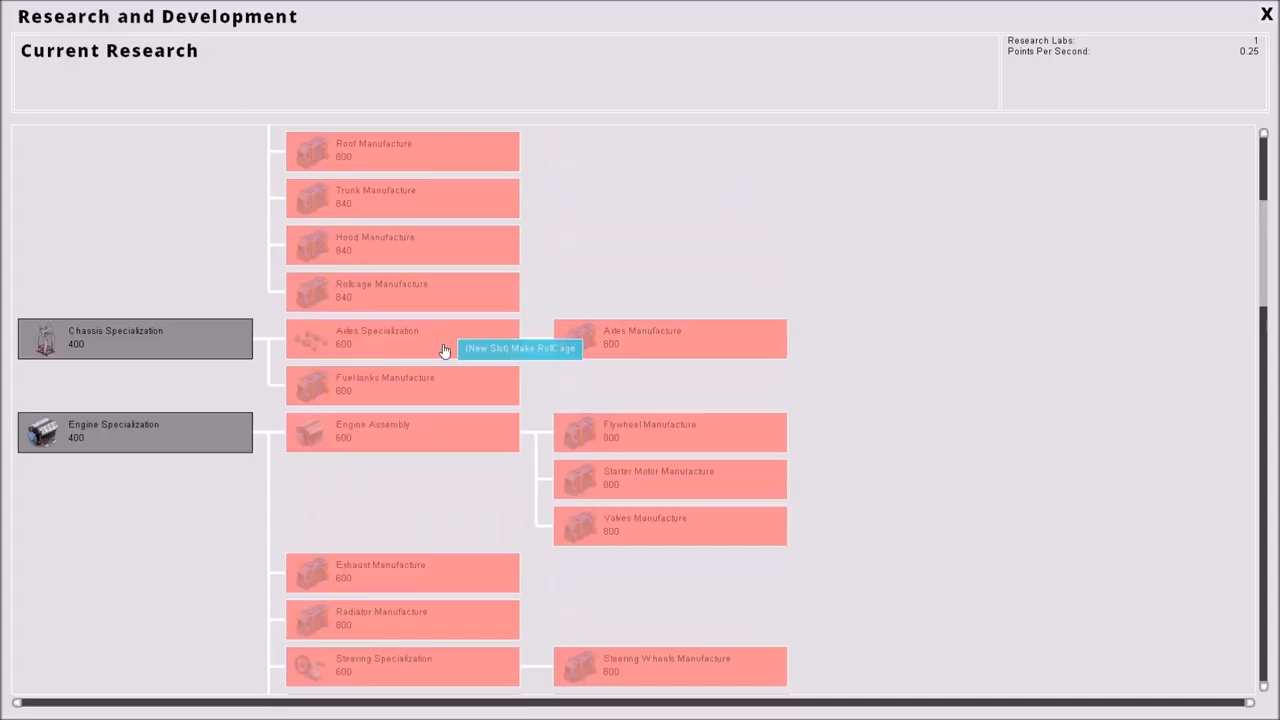 Research and Development
X
Current Research
Research Labs: 1
Points Per Second: 0.25
Roof Manufacture
800
Trunk Manufacture
840
Hood Manufacture
840
Rollcage Manufacture
840
Chassis Specialization
400
Axles Specialization
600
(New Slot) Make RollCage
Axles Manufacture
800
Fuel tanks Manufacture
600
Engine Specialization
400
Engine Assembly
600
Flywheel Manufacture
800
Starter Motor Manufacture
800
Valves Manufacture
800
Exhaust Manufacture
600
Radiator Manufacture
800
Steering Specialization
600
Steering Wheels Manufacture
800